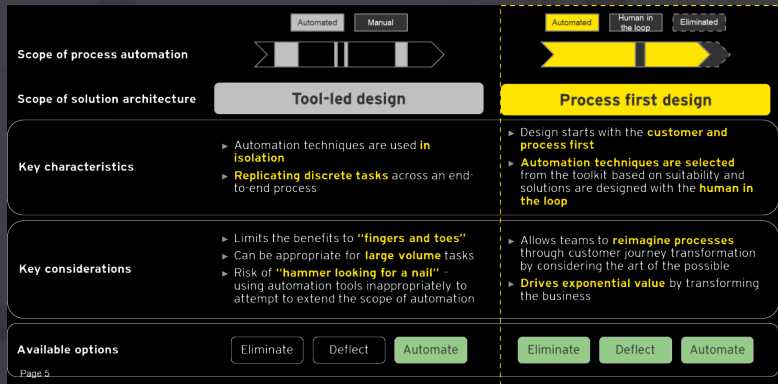 Automated
Manual
Automated
Human in
the loop
Eliminated
Scope of process automation
Scope of solution architecture
Tool-led design
Process first design
Key characteristics
► Automation techniques are used in
isolation
► Replicating discrete tasks across an end-
to-end process
► Design starts with the customer and
process first
► Automation techniques are selected
from the toolkit based on suitability and
solutions are designed with the human in
the loop
Key considerations
► Limits the benefits to “fingers and toes”
► Can be appropriate for large volume tasks
► Risk of “hammer looking for a nail” –
using automation tools inappropriately to
attempt to extend the scope of automation
► Allows teams to reimagine processes
through customer journey transformation
by considering the art of the possible
► Drives exponential value by transforming
the business
Available options
Eliminate
Deflect
Automate
Eliminate
Deflect
Automate
Page 5